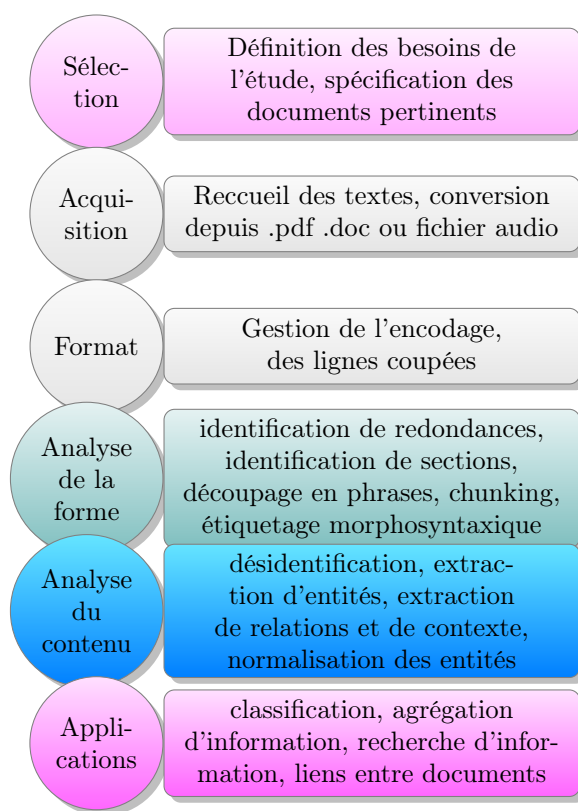 Sélec-
tion
Définition des besoins de
l'étude, spécification des
documents pertinents
Acqui-
sition
Reccueil des textes, conversion
depuis .pdf .doc ou fichier audio
Format
Gestion de l'encodage,
des lignes coupées
Analyse
de la
forme
identification de redondances,
identification de sections,
découpage en phrases, chunking,
étiquetage morphosyntaxique
Analyse
du
contenu
désidentification, extrac-
tion d'entités, extraction
de relations et de contexte,
normalisation des entités
Appli-
cations
classification, agrégation
d'information, recherche d'infor-
mation, liens entre documents